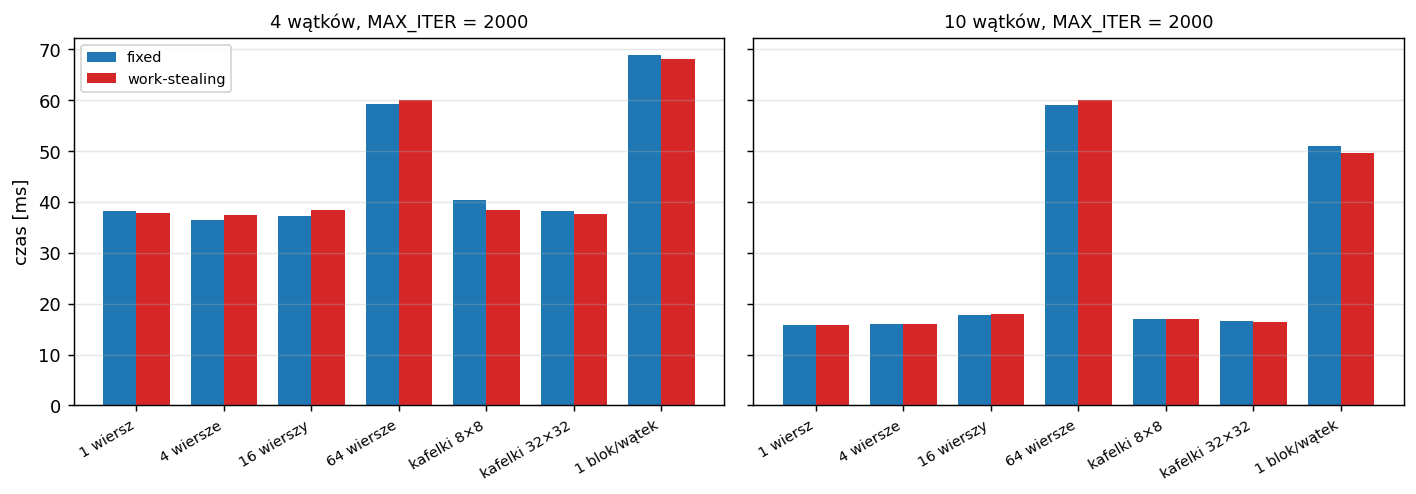 4 wątków, MAX_ITER = 2000
10 wątków, MAX_ITER = 2000
fixed
work-stealing
czas [ms]
70
60
50
40
30
20
10
0
1 wiersz
4 wiersze
16 wierszy
64 wiersze
kafelki 8×8
kafelki 32×32
1 blok/wątek
1 wiersz
4 wiersze
16 wierszy
64 wiersze
kafelki 8×8
kafelki 32×32
1 blok/wątek